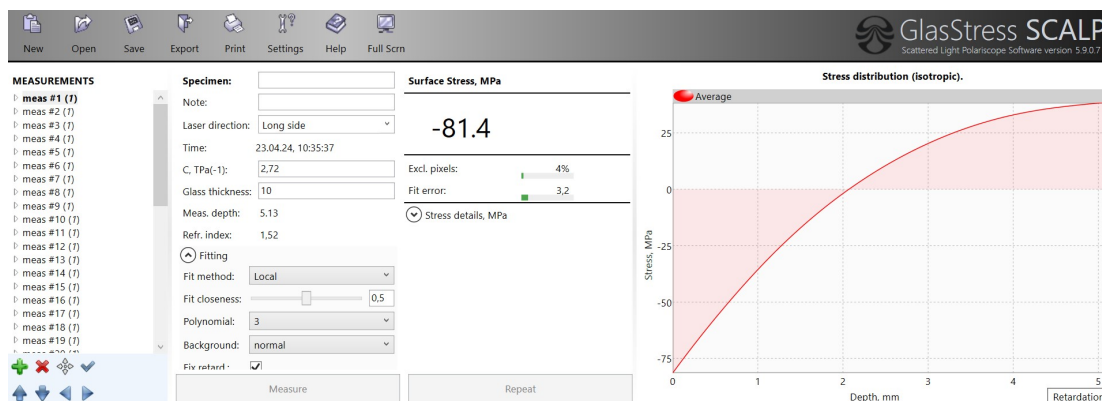 New Open Save Export Print Settings Help Full Scrn
GlasStress SCALP
Scattered Light Polariscope Software version 5.9.0.7
MEASUREMENTS
meas #1 (1)
meas #2 (1)
meas #3 (1)
meas #4 (1)
meas #5 (1)
meas #6 (1)
meas #7 (1)
meas #8 (1)
meas #9 (1)
meas #10 (1)
meas #11 (1)
meas #12 (1)
meas #13 (1)
meas #14 (1)
meas #15 (1)
meas #16 (1)
meas #17 (1)
meas #18 (1)
meas #19 (1)
Specimen:
Note:
Laser direction: Long side
Time: 23.04.24, 10:35:37
C, TPa(-1): 2,72
Glass thickness: 10
Meas. depth: 5,13
Refr. index: 1,52
Fitting
Fit method: Local
Fit closeness: 0,5
Polynomial: 3
Background: normal
Fix retard.:
Measure
Surface Stress, MPa
-81.4
Excl. pixels: 4%
Fit error: 3,2
Stress details, MPa
Repeat
Stress distribution (isotropic).
Average
25
0
-25
-50
-75
Stress, MPa
0 1 2 3 4 5
Depth, mm
Retardation